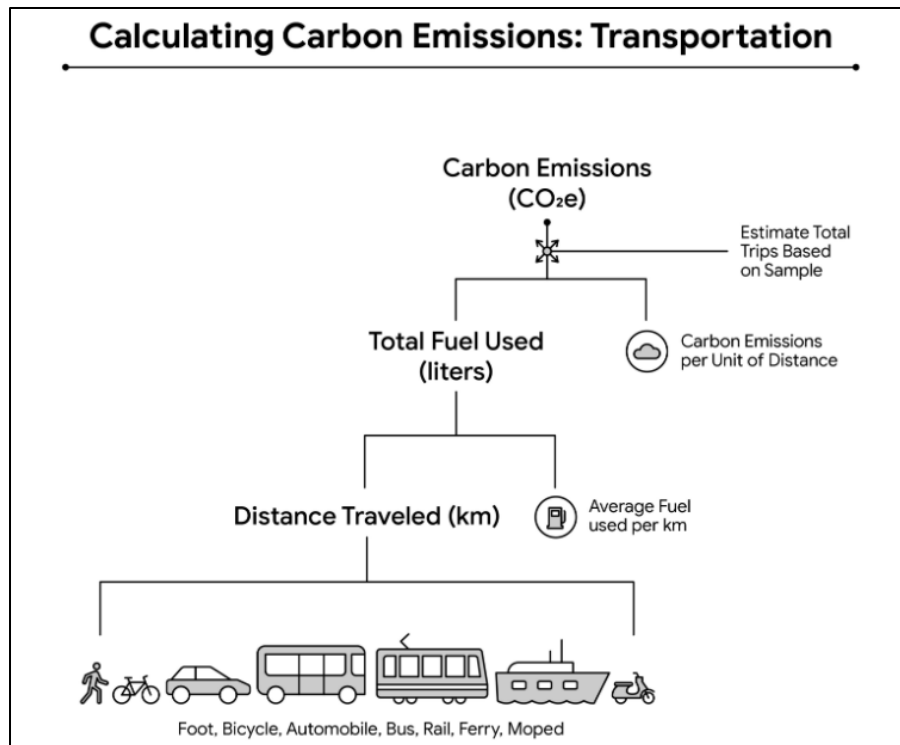 Calculating Carbon Emissions: Transportation
Carbon Emissions
(CO₂e)
Estimate Total
Trips Based
on Sample
Total Fuel Used
(liters)
Carbon Emissions
per Unit of Distance
Distance Traveled (km)
Average Fuel
used per km
Foot, Bicycle, Automobile, Bus, Rail, Ferry, Moped